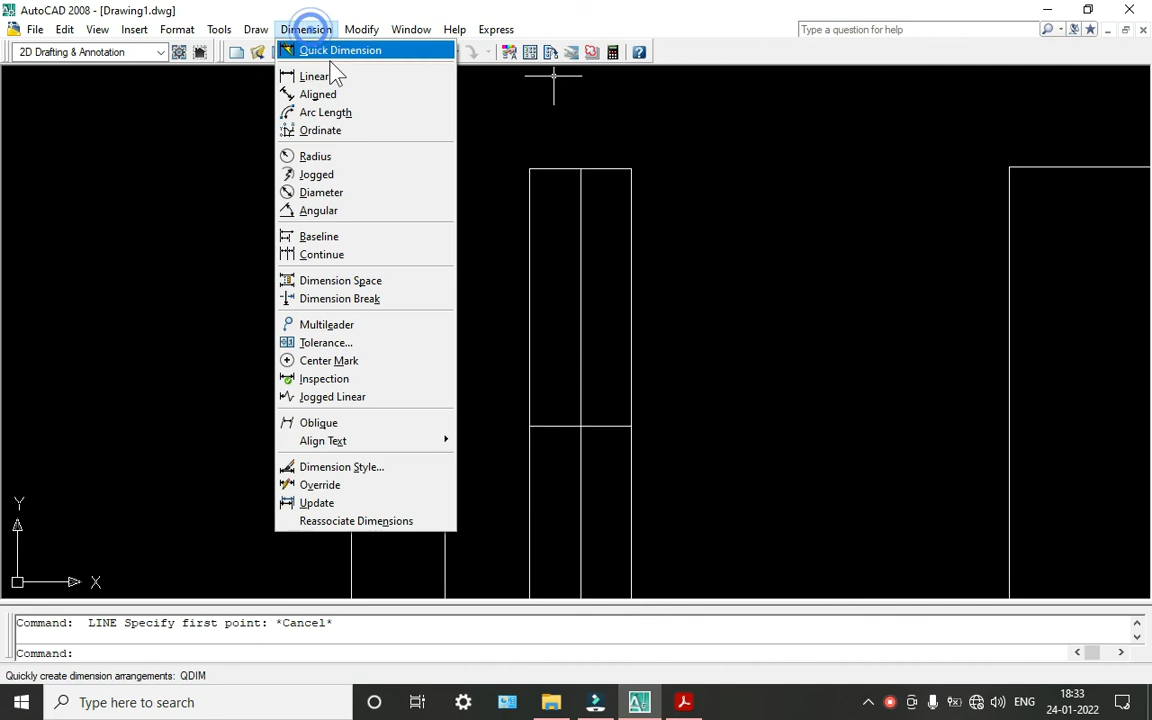 AutoCAD 2008 - [Drawing1.dwg]
File Edit View Insert Format Tools Draw Dimension Modify Window Help Express
Type a question for help
2D Drafting & Annotation
Quick Dimension
Linear
Aligned
Arc Length
Ordinate
Radius
Jogged
Diameter
Angular
Baseline
Continue
Dimension Space
Dimension Break
Multileader
Tolerance...
Center Mark
Inspection
Jogged Linear
Oblique
Align Text
Dimension Style...
Override
Update
Reassociate Dimensions
Y
X
Command: LINE Specify first point: *Cancel*
Command:
Quickly create dimension arrangements: QDIM
Type here to search
ENG
18:33
24-01-2022